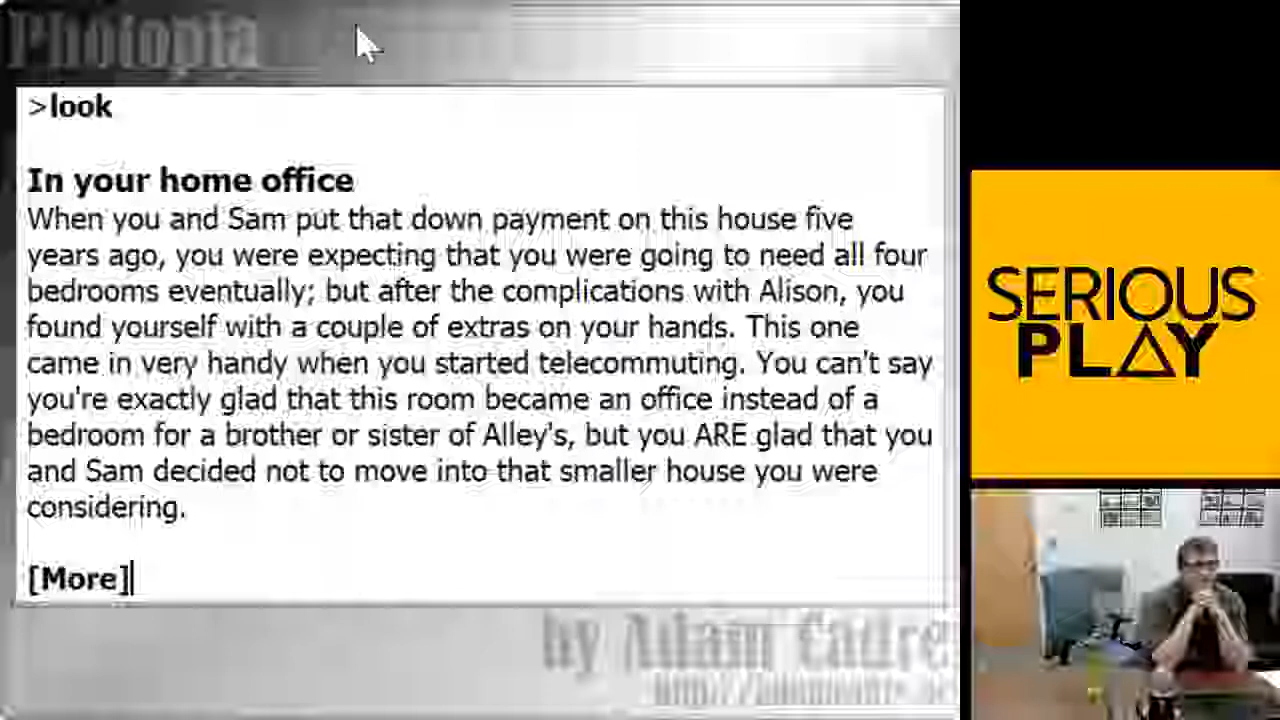 Photopia
>look
In your home office
When you and Sam put that down payment on this house five
years ago, you were expecting that you were going to need all four
bedrooms eventually; but after the complications with Alison, you
found yourself with a couple of extras on your hands. This one
came in very handy when you started telecommuting. You can't say
you're exactly glad that this room became an office instead of a
bedroom for a brother or sister of Alley's, but you ARE glad that you
and Sam decided not to move into that smaller house you were
considering.
[More]
by Adam Cadre
SERIOUS
PLAY